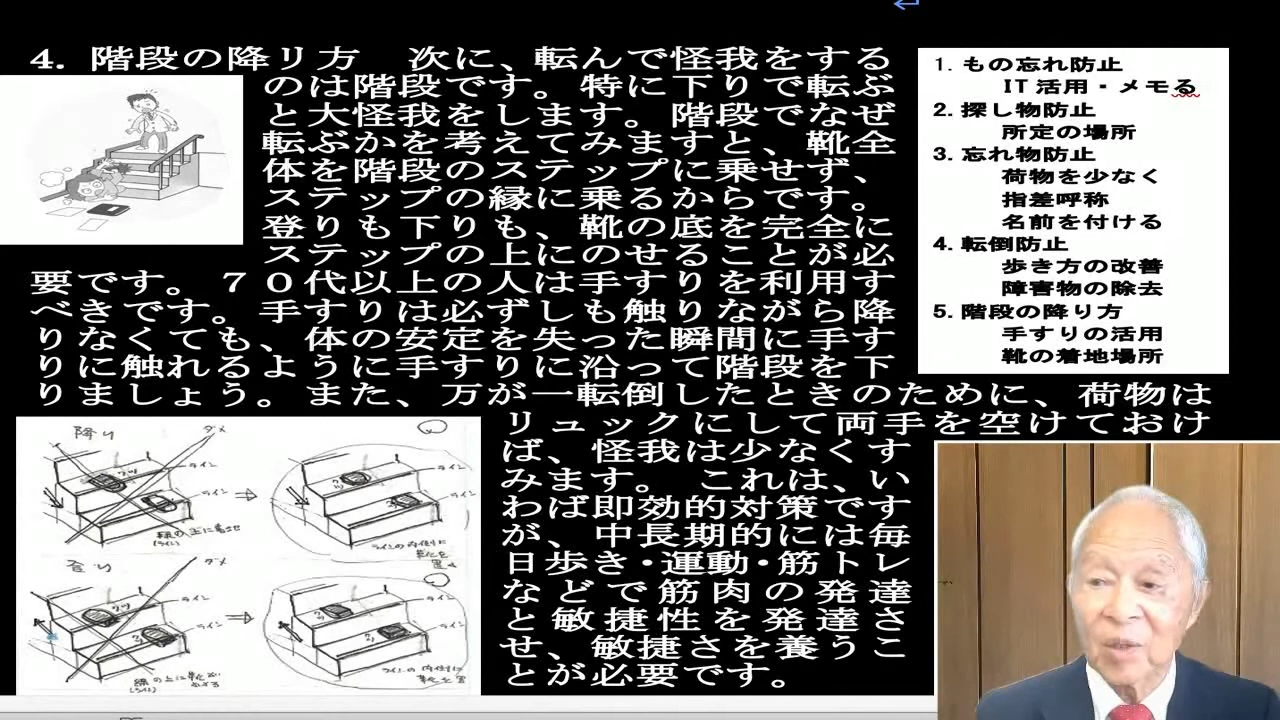 4. 階段の降り方　次に、転んで怪我をする
のは階段です。特に下りで転ぶ
と大怪我をします。階段でなぜ
転ぶかを考えてみますと、靴全
体を階段のステップに乗せず、
ステップの縁に乗るからです。
登りも下りも、靴の底を完全に
ステップの上にのせることが必
要です。７０代以上の人は手すりを利用す
べきです。手すりは必ずしも触りながら降
りなくても、体の安定を失った瞬間に手す
りに触れるように手すりに沿って階段を下
りましょう。また、万が一転倒したときのために、荷物は
リュックにして両手を空けておけ
ば、怪我は少なくす
みます。これは、い
わば即効的対策です
が、中長期的には毎
日歩き・運動・筋トレ
などで筋肉の発達
と敏捷性を発達さ
せ、敏捷さを養うこ
とが必要です。
1. もの忘れ防止
IT活用・メモる
2. 探し物防止
所定の場所
3. 忘れ物防止
荷物を少なく
指差呼称
名前を付ける
4. 転倒防止
歩き方の改善
障害物の除去
5. 階段の降り方
手すりの活用
靴の着地場所
降り
ダメ
ライン
ライン
ライン
ライン
登り
ダメ
ライン
ライン
ライン
ライン